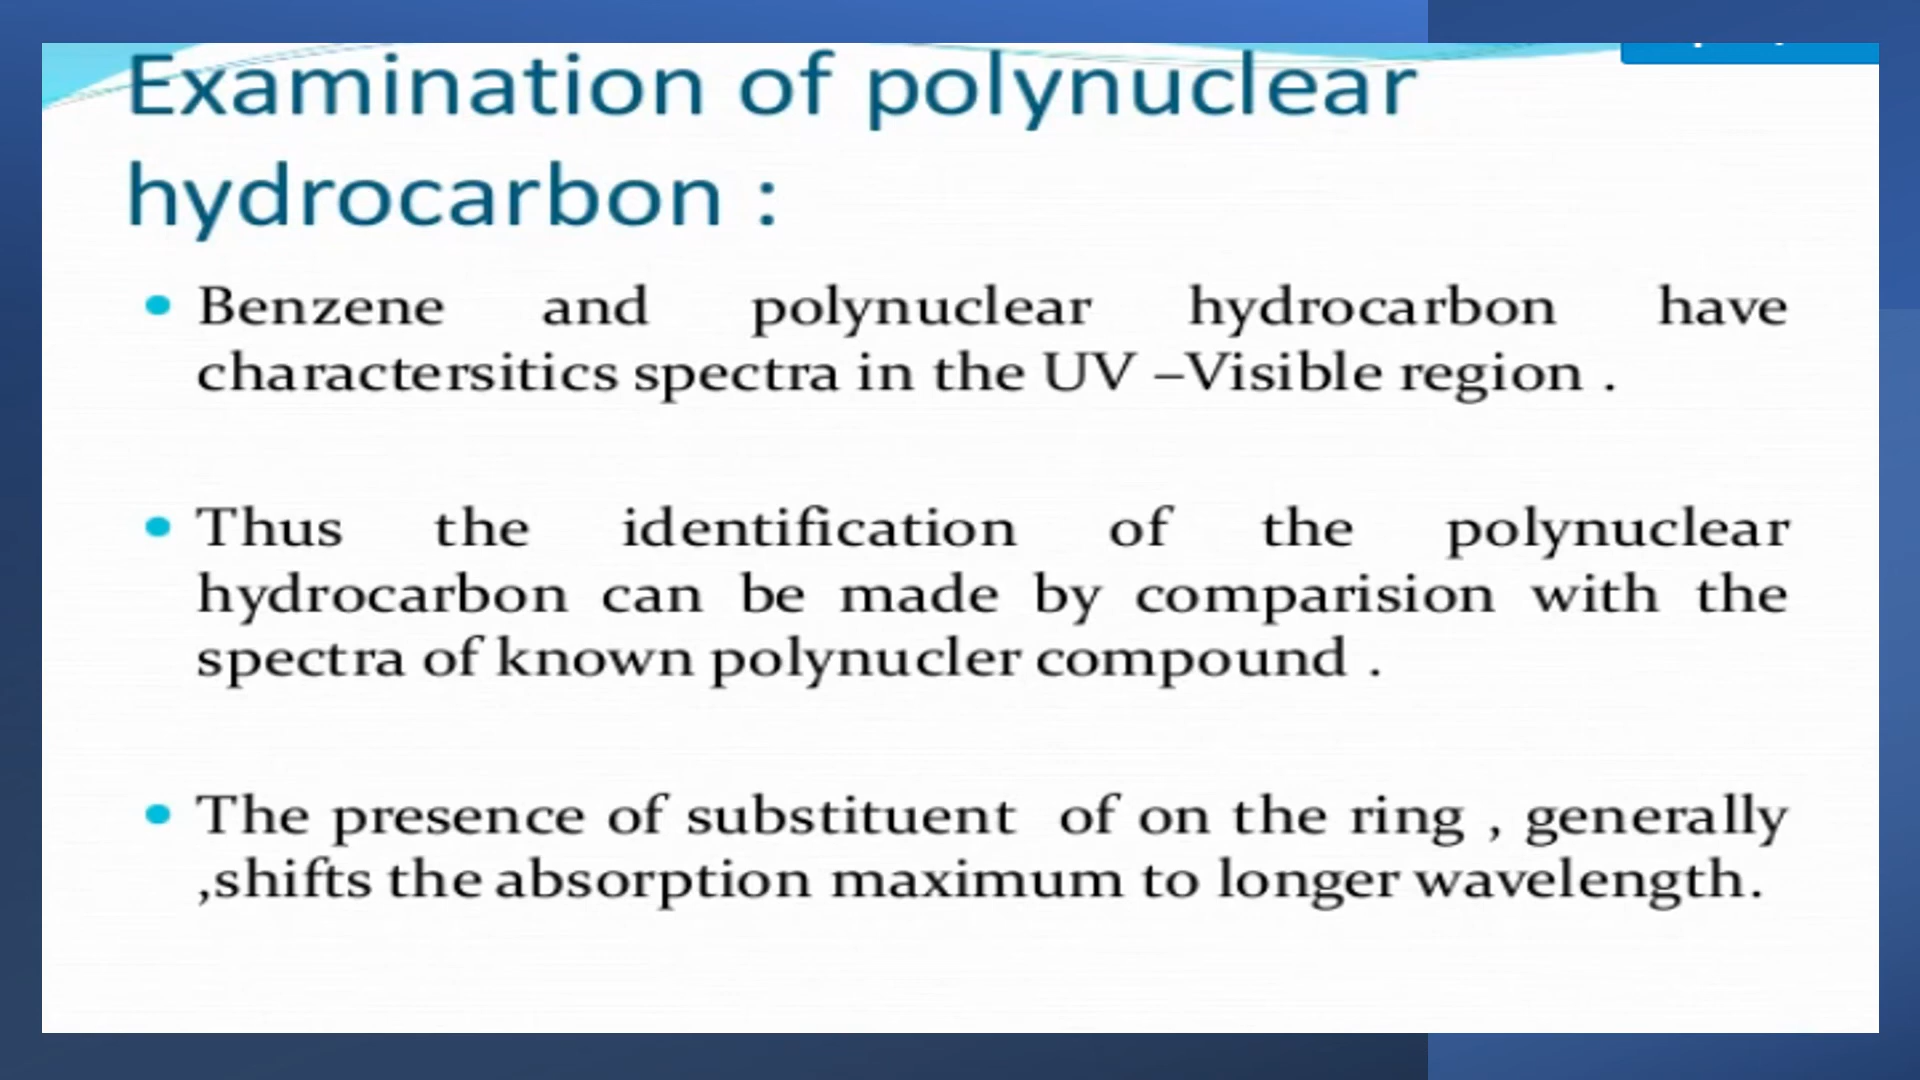 Examination of polynuclear
hydrocarbon :
Benzene and polynuclear hydrocarbon have
charactersitics spectra in the UV –Visible region .
Thus the identification of the polynuclear
hydrocarbon can be made by comparision with the
spectra of known polynucler compound .
The presence of substituent of on the ring , generally
,shifts the absorption maximum to longer wavelength.